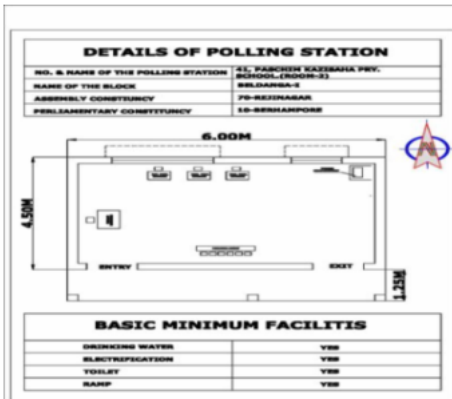 DETAILS OF POLLING STATION
NO. & NAME OF THE POLLING STATION
41, PASCHIM KAZISAHA PRY. SCHOOL.(ROOM-2)
NAME OF THE BLOCK
BELDANGA-I
ASSEMBLY CONSTIUNCY
70-REJINAGAR
PERLIAMENTARY CONSTITUNCY
10-BERHAMPORE
6.00M
4.50M
ENTRY
EXIT
1.25M
BASIC MINIMUM FACILITIS
DRINKING WATER
YES
ELECTRIFICATION
YES
TOILET
YES
RAMP
YES